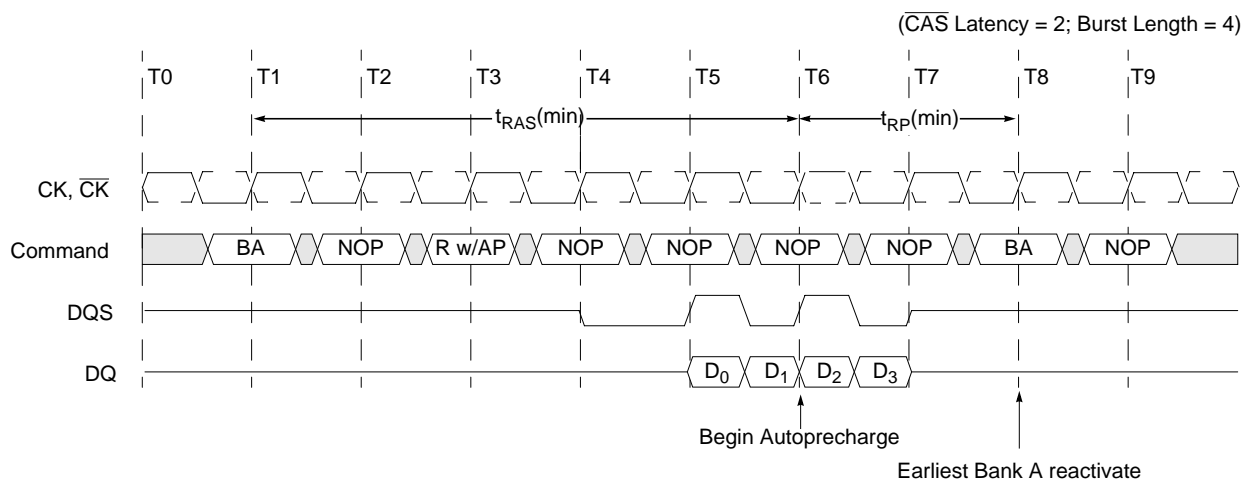 (CAS Latency = 2; Burst Length = 4)
T0 T1 T2 T3 T4 T5 T6 T7 T8 T9
tRAS(min) tRP(min)
CK, CK
Command BA NOP R w/AP NOP NOP NOP NOP BA NOP
DQS
DQ D0 D1 D2 D3
Begin Autoprecharge
Earliest Bank A reactivate